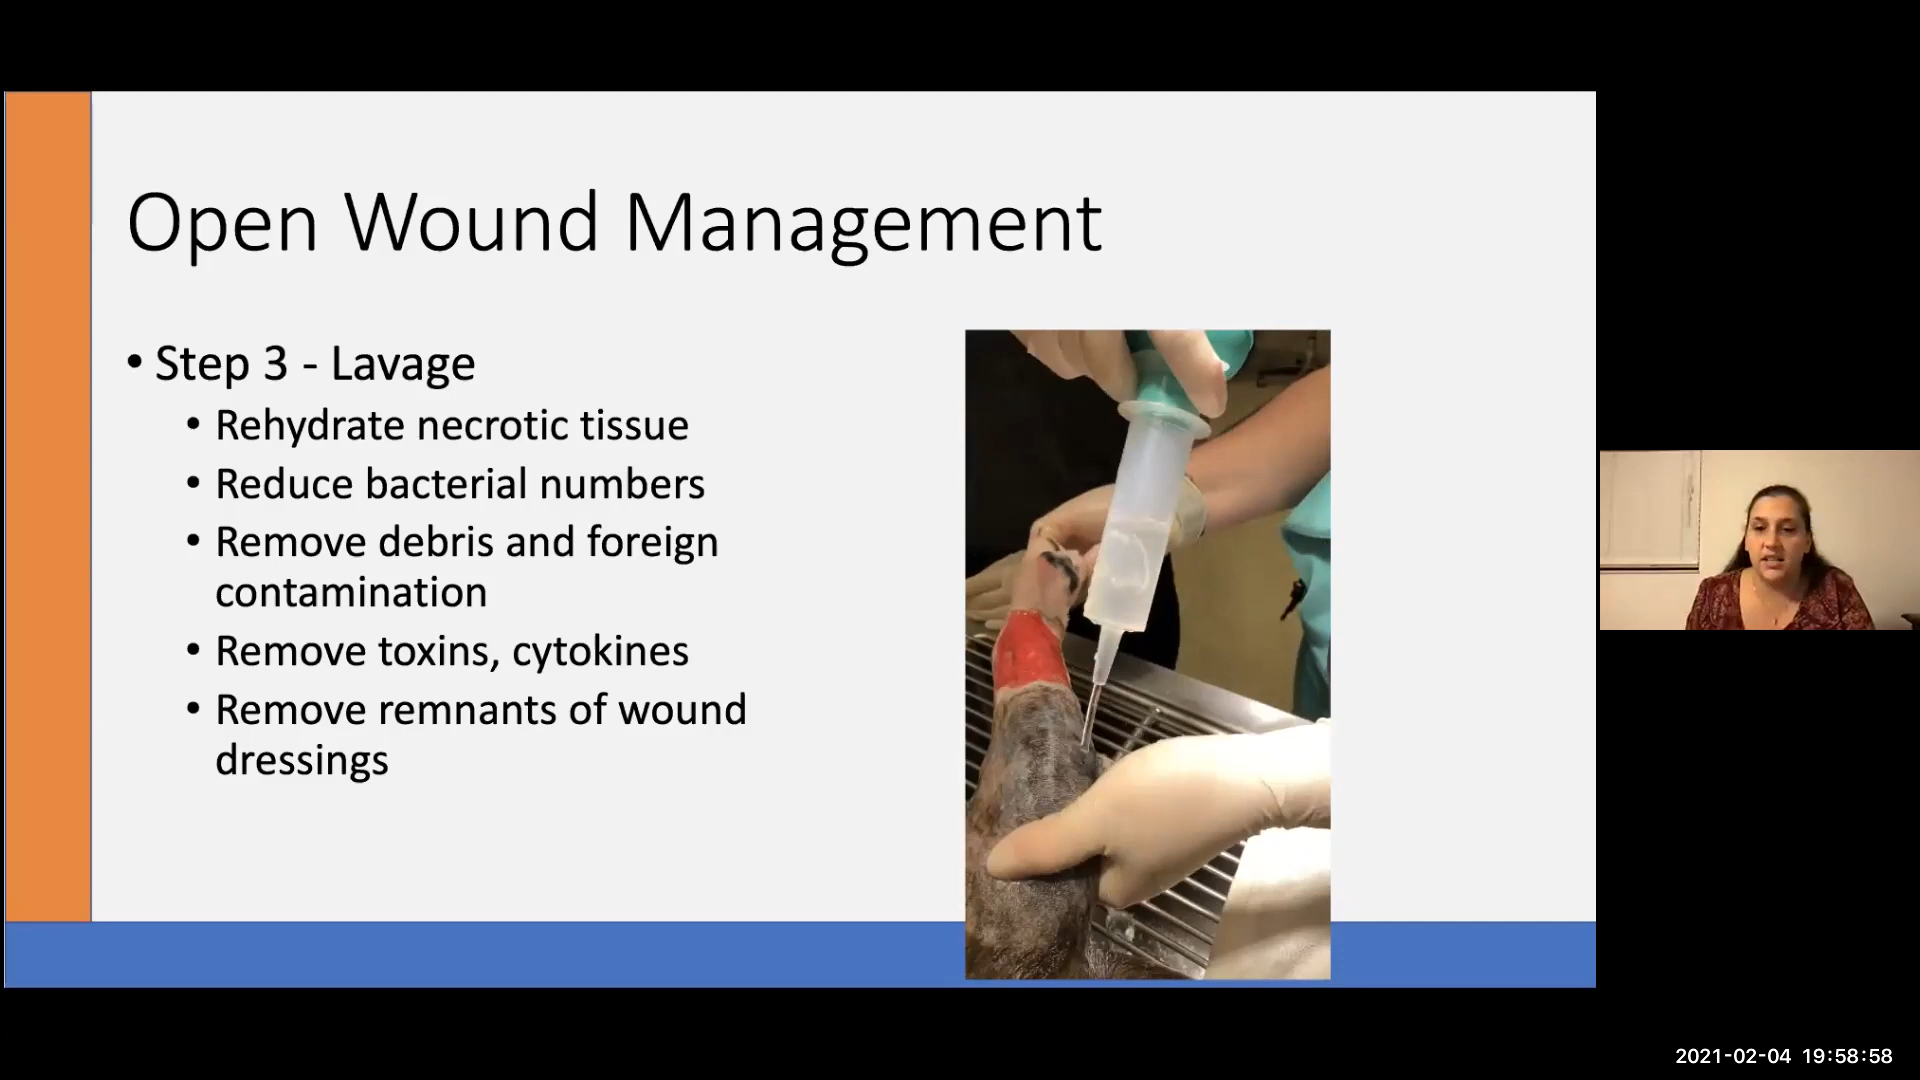 Open Wound Management
• Step 3 - Lavage
• Rehydrate necrotic tissue
• Reduce bacterial numbers
• Remove debris and foreign
contamination
• Remove toxins, cytokines
• Remove remnants of wound
dressings
2021-02-04 19:58:58